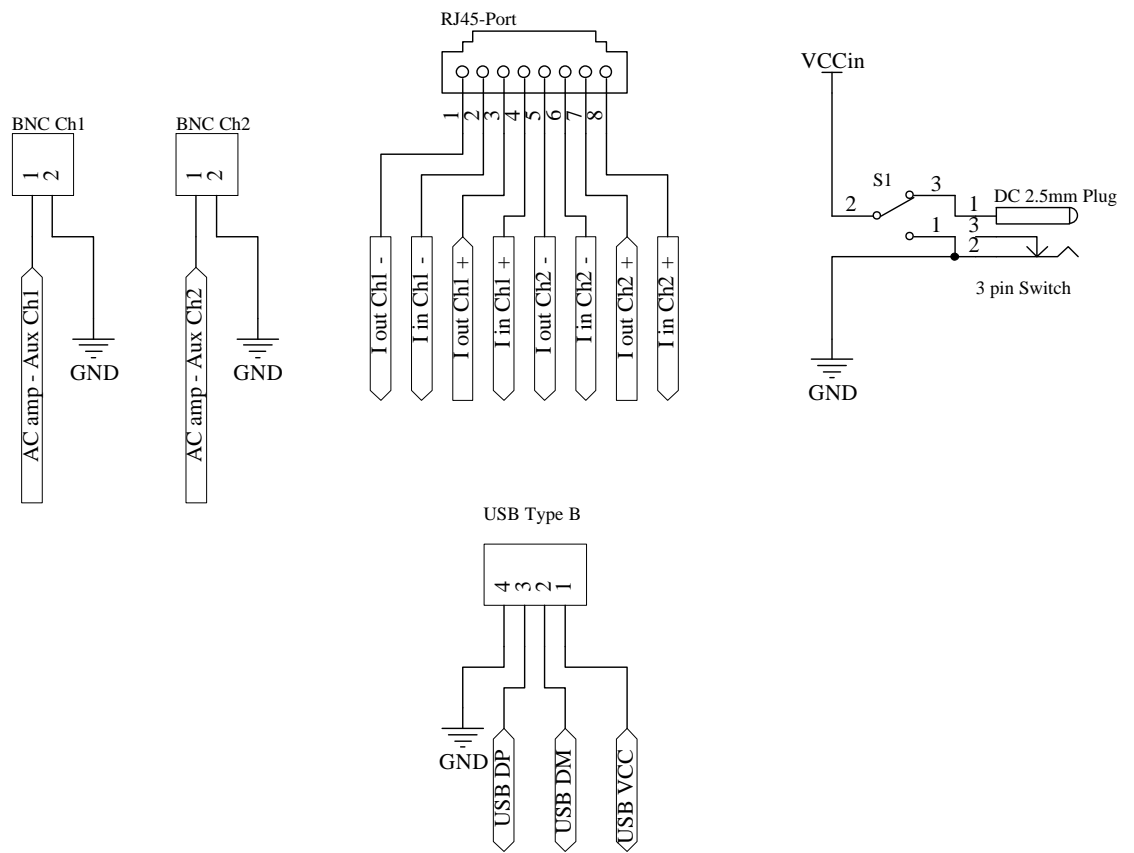 RJ45-Port
1 2 3 4 5 6 7 8
I out Ch1 -
I in Ch1 -
I out Ch1 +
I in Ch1 +
I out Ch2 -
I in Ch2 -
I out Ch2 +
I in Ch2 +
BNC Ch1
1 2
AC amp - Aux Ch1
GND
BNC Ch2
1 2
AC amp - Aux Ch2
GND
VCCin
S1
2
3
1
DC 2.5mm Plug
1
3
2
3 pin Switch
GND
USB Type B
4 3 2 1
GND
USB DP
USB DM
USB VCC